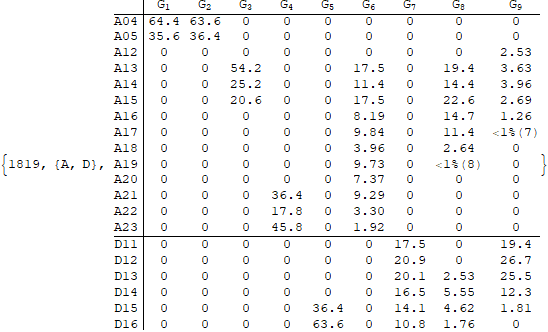 G₁ G₂ G₃ G₄ G₅ G₆ G₇ G₈ G₉
A04 64.4 63.6 0 0 0 0 0 0 0
A05 35.6 36.4 0 0 0 0 0 0 0
A12 0 0 0 0 0 0 0 0 2.53
A13 0 0 54.2 0 0 17.5 0 19.4 3.63
A14 0 0 25.2 0 0 11.4 0 14.4 3.96
A15 0 0 20.6 0 0 17.5 0 22.6 2.69
A16 0 0 0 0 0 8.19 0 14.7 1.26
A17 0 0 0 0 0 9.84 0 11.4 <1%(7)
A18 0 0 0 0 0 3.96 0 2.64 0
{1819, {A, D}, A19 0 0 0 0 0 9.73 0 <1%(8) 0 }
A20 0 0 0 0 0 7.37 0 0 0
A21 0 0 0 36.4 0 9.29 0 0 0
A22 0 0 0 17.8 0 3.30 0 0 0
A23 0 0 0 45.8 0 1.92 0 0 0
D11 0 0 0 0 0 0 17.5 0 19.4
D12 0 0 0 0 0 0 20.9 0 26.7
D13 0 0 0 0 0 0 20.1 2.53 25.5
D14 0 0 0 0 0 0 16.5 5.55 12.3
D15 0 0 0 0 36.4 0 14.1 4.62 1.81
D16 0 0 0 0 63.6 0 10.8 1.76 0